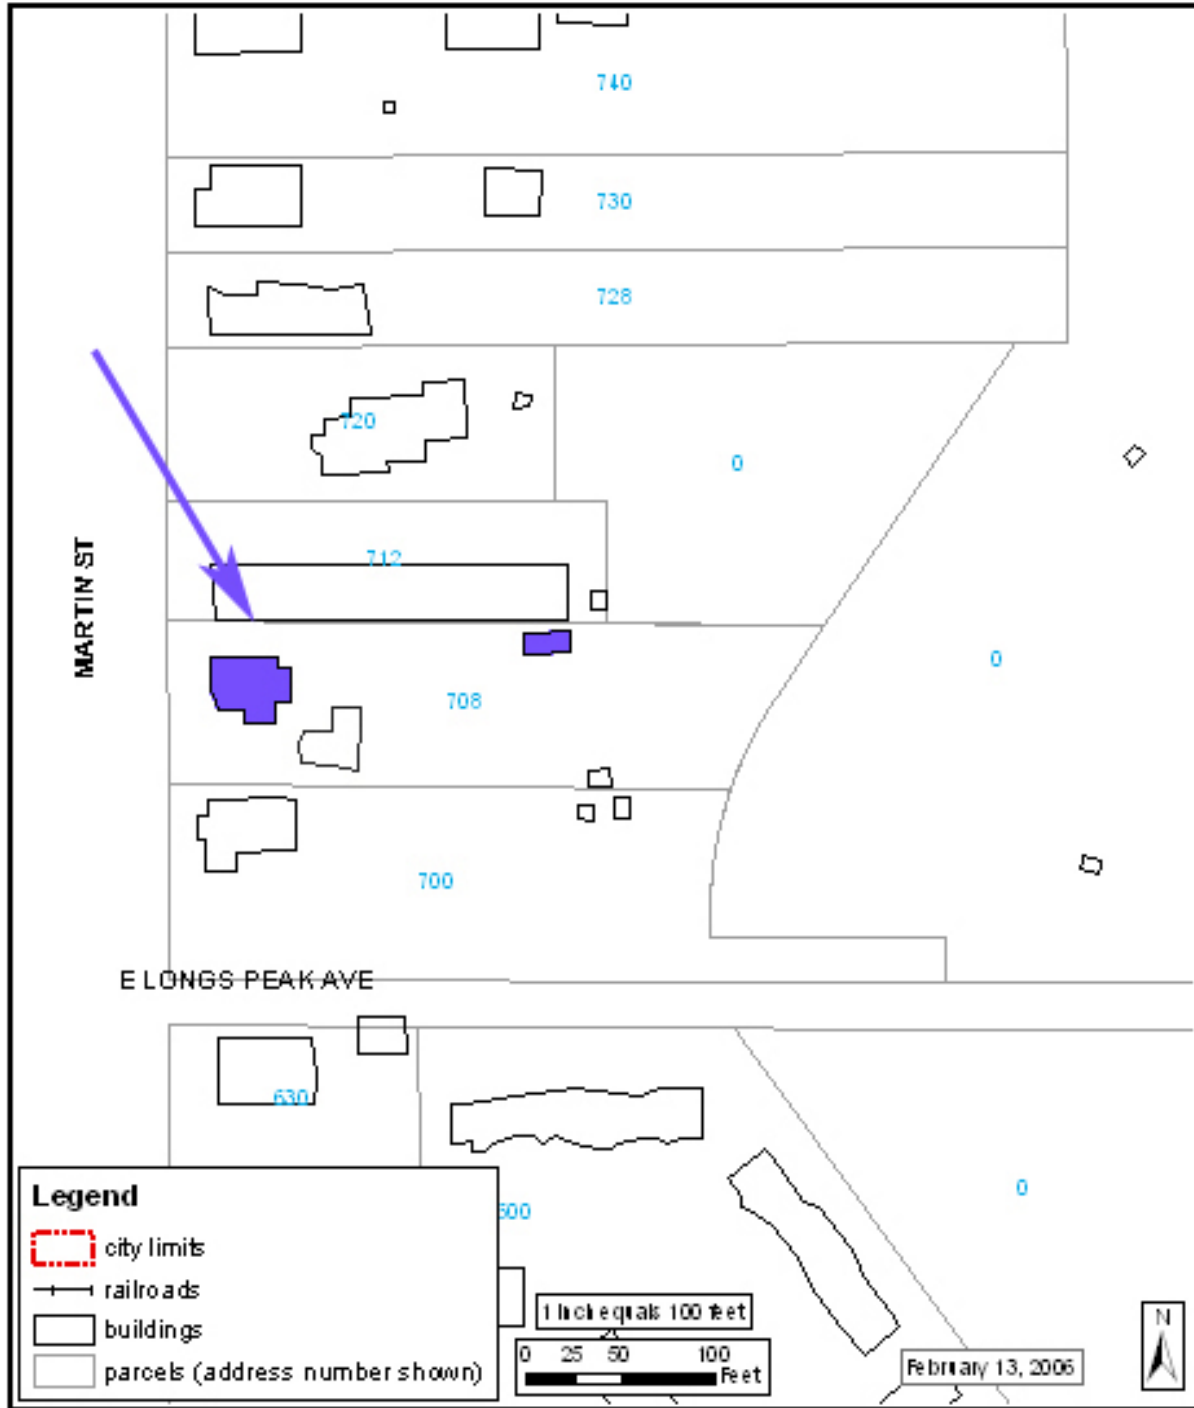 740
730
728
720
0
712
MARTIN ST
0
708
700
E LONGS PEAK AVE
630
600
0
Legend
city limits
railroads
buildings
parcels (address number shown)
1 inch equals 100 feet
0 25 50 100
Feet
February 13, 2006
N